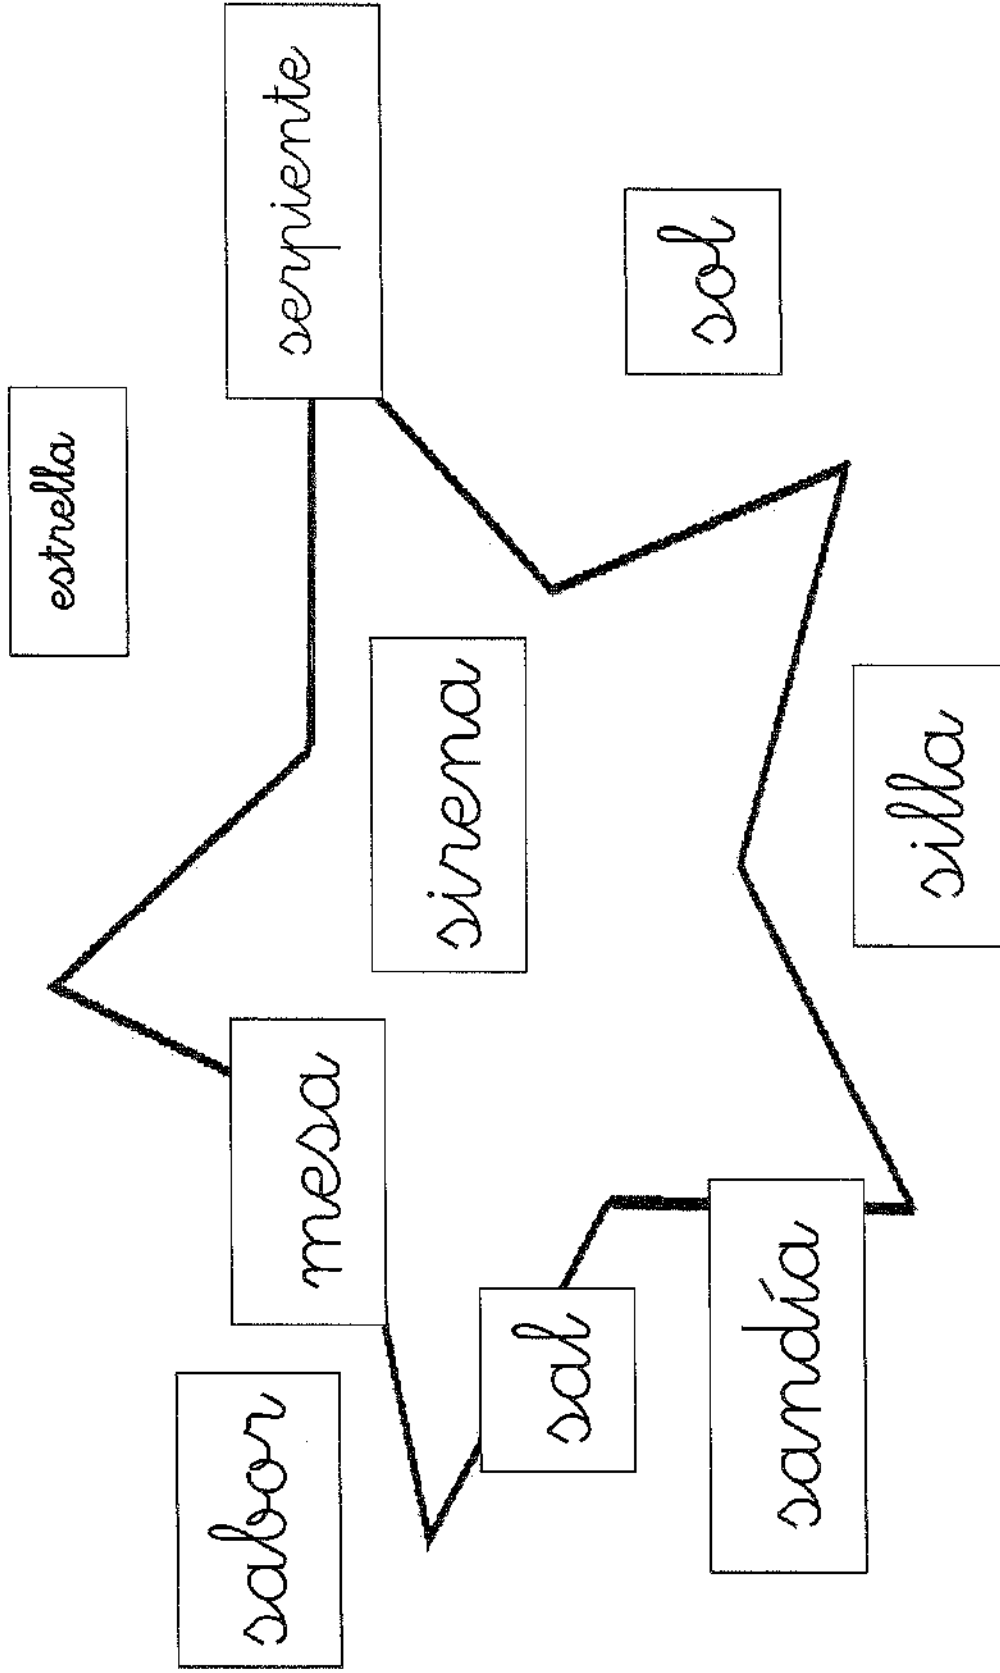 estrella
sabor
mesa
serpiente
sirena
sal
sol
sandía
silla